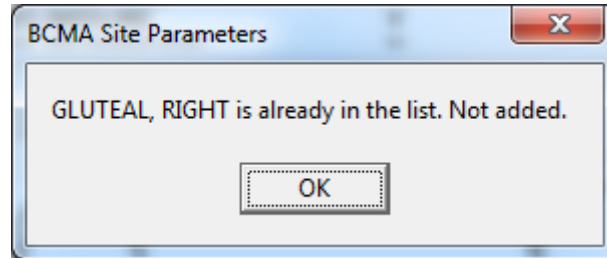 BCMA Site Parameters
GLUTEAL, RIGHT is already in the list. Not added.
OK